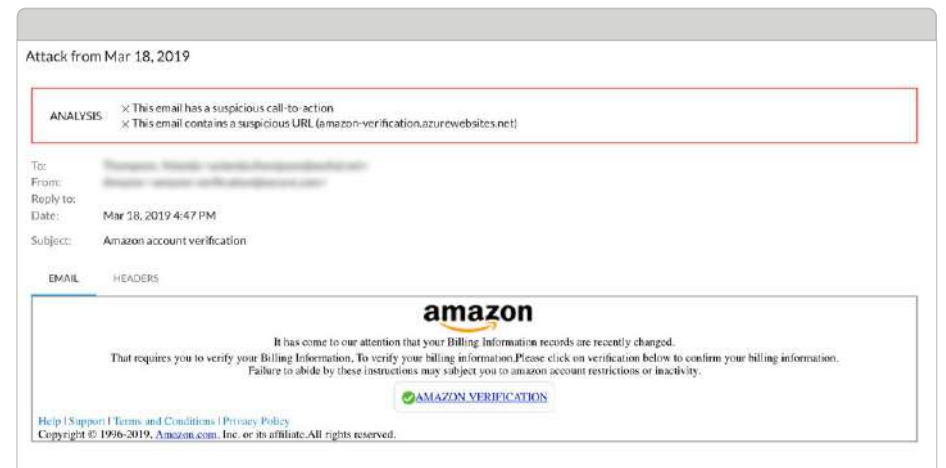 Attack from Mar 18, 2019
ANALYSIS
× This email has a suspicious call-to-action
× This email contains a suspicious URL (amazon-verification.azurewebsites.net)
To:
From:
Reply to:
Date: Mar 18, 2019 4:47 PM
Subject: Amazon account verification
EMAIL HEADERS
amazon
It has come to our attention that your Billing Information records are recently changed.
That requires you to verify your Billing Information, To verify your billing information.Please click on verification below to confirm your billing information.
Failure to abide by these instructions may subject you to amazon account restrictions or inactivity.
AMAZON VERIFICATION
Help | Support | Terms and Conditions | Privacy Policy
Copyright © 1996-2019, Amazon.com, Inc. or its affiliate.All rights reserved.